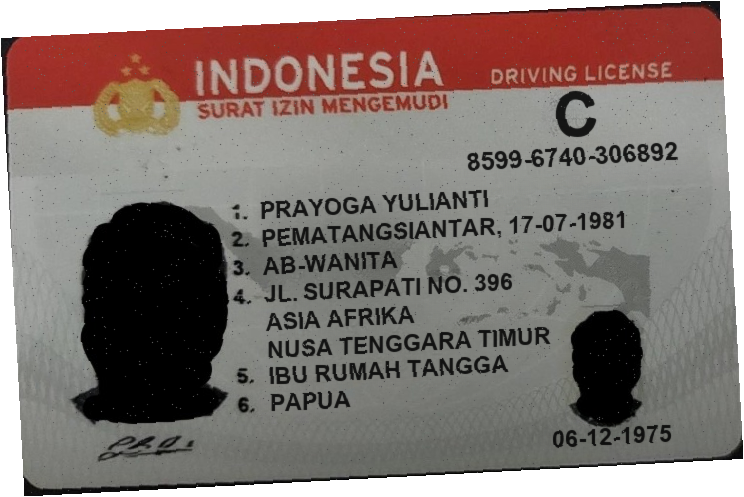 INDONESIA
SURAT IZIN MENGEMUDI
DRIVING LICENSE
C
8599-6740-306892
1. PRAYOGA YULIANTI
2. PEMATANGSIANTAR, 17-07-1981
3. AB-WANITA
4. JL. SURAPATI NO. 396
ASIA AFRIKA
NUSA TENGGARA TIMUR
5. IBU RUMAH TANGGA
6. PAPUA
06-12-1975